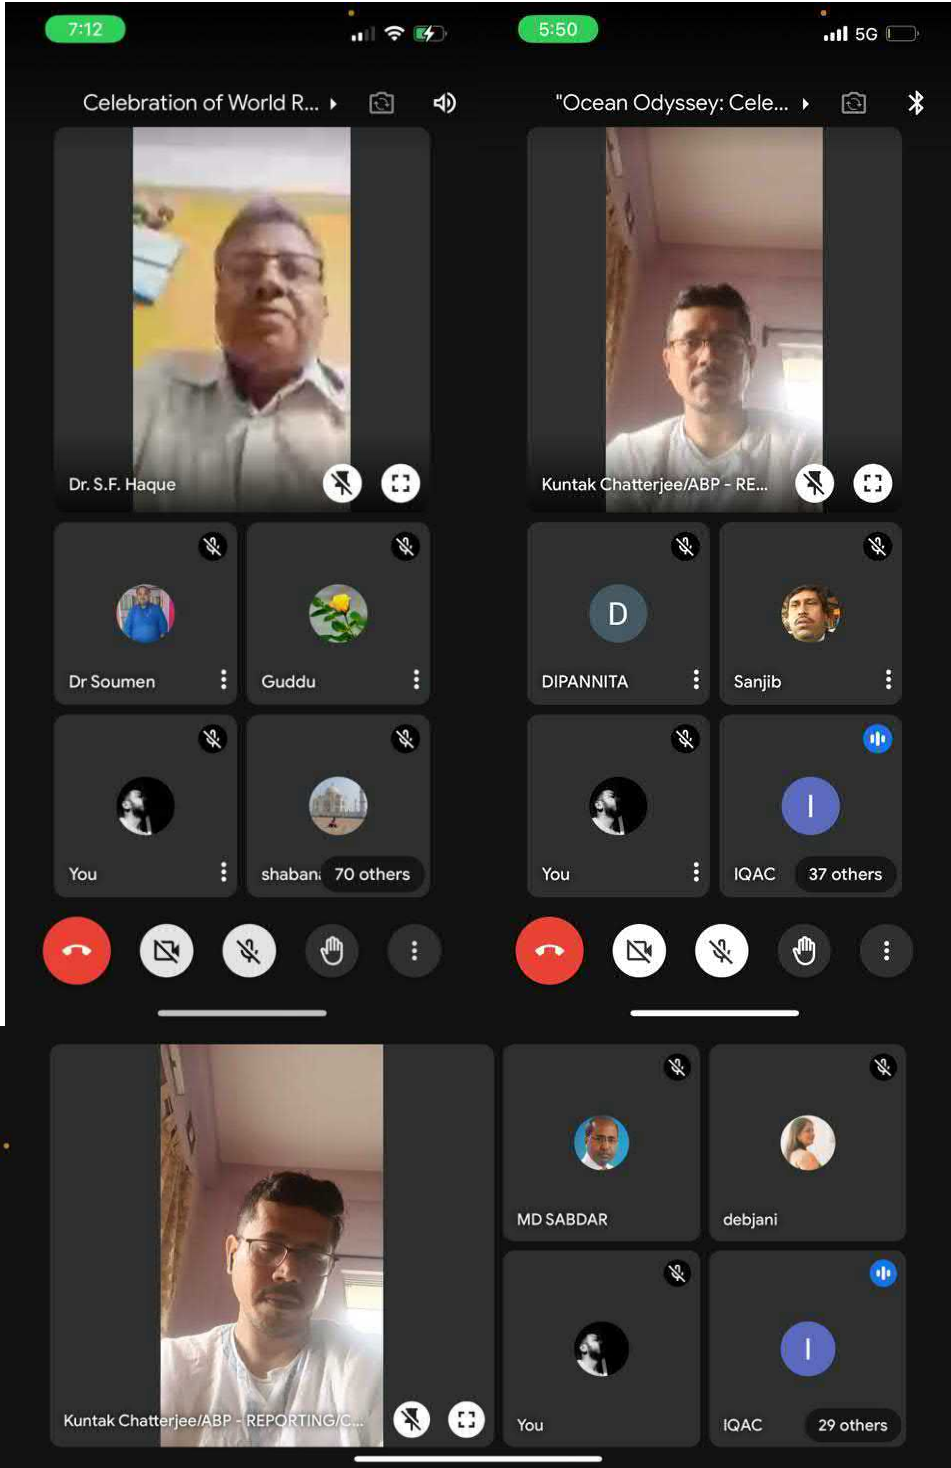 7:12
Celebration of World R...
Dr. S.F. Haque
Dr Soumen
Guddu
You
shabana
70 others
5:50
5G
"Ocean Odyssey: Cele...
Kuntak Chatterjee/ABP - RE...
D
DIPANNITA
Sanjib
You
I
IQAC
37 others
Kuntak Chatterjee/ABP - REPORTING/C...
MD SABDAR
debjani
You
I
IQAC
29 others